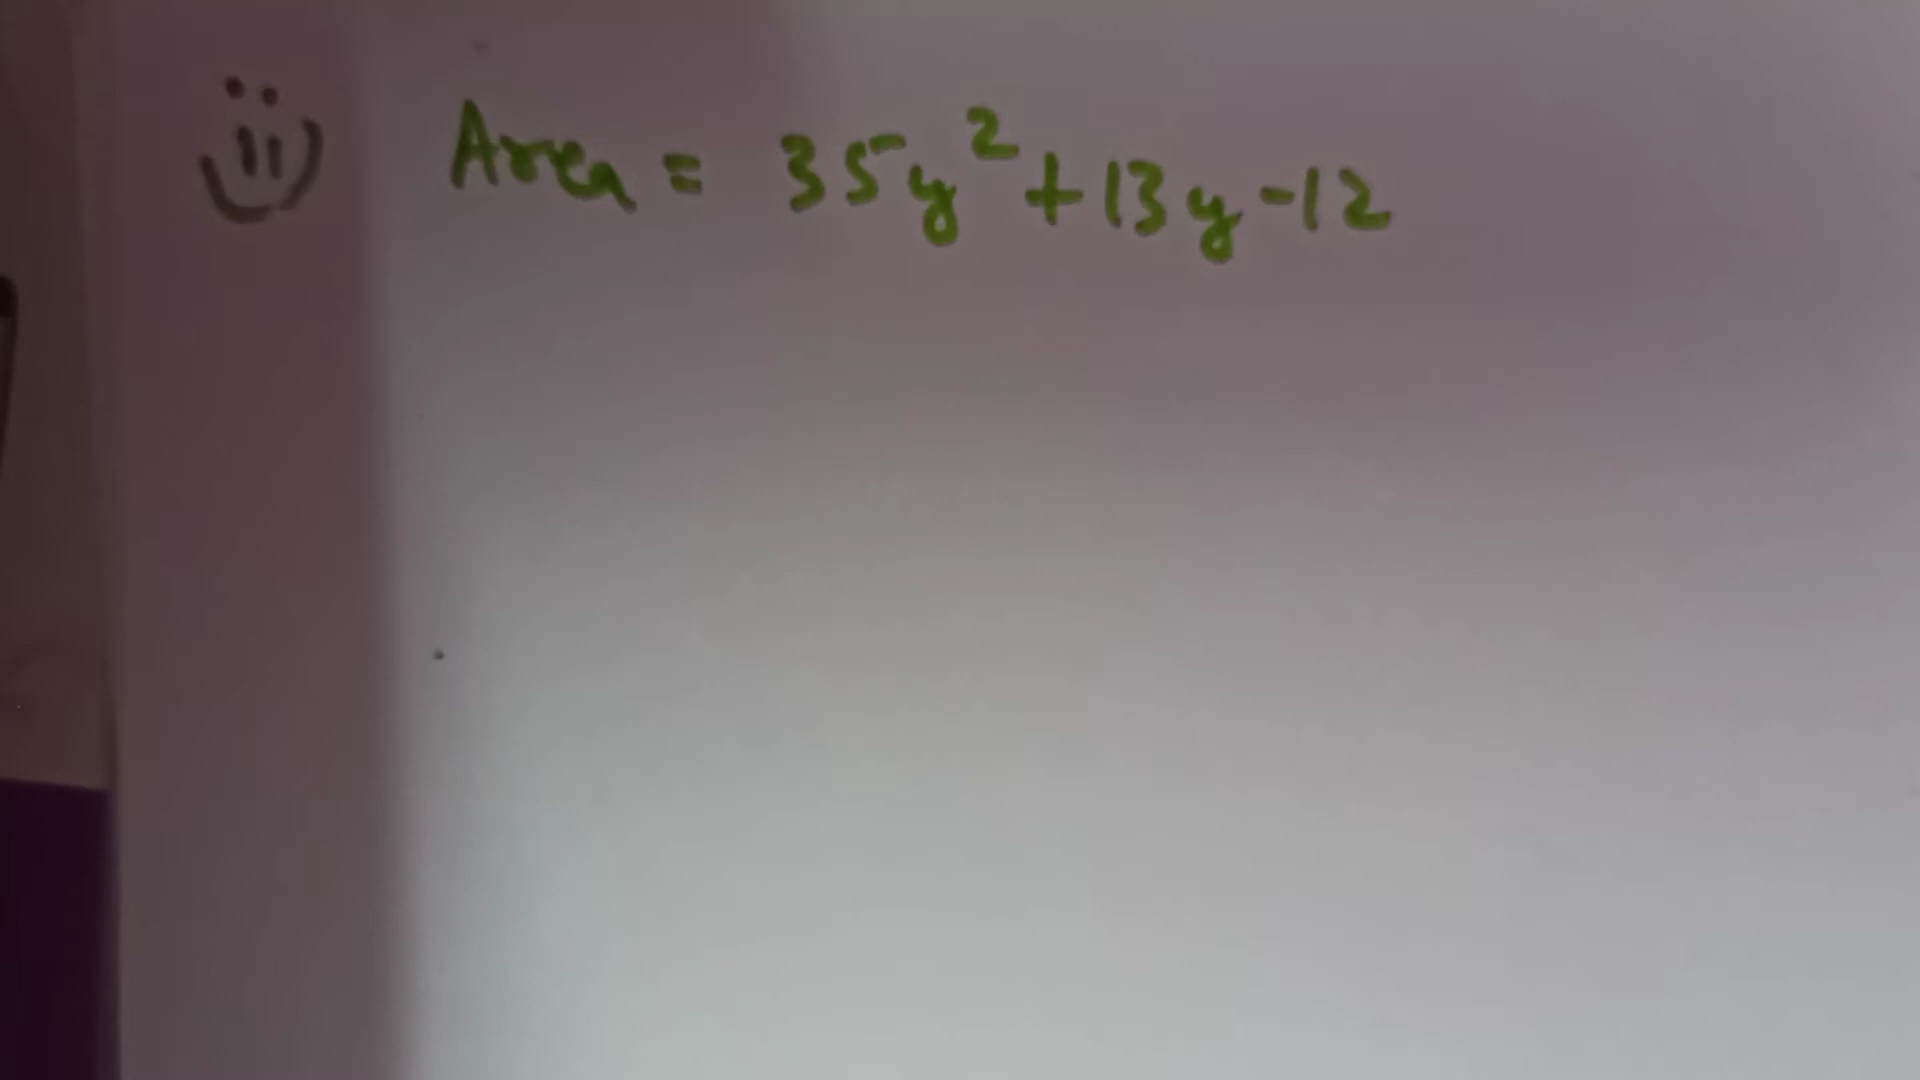 ii) Area = 35y² + 13y - 12